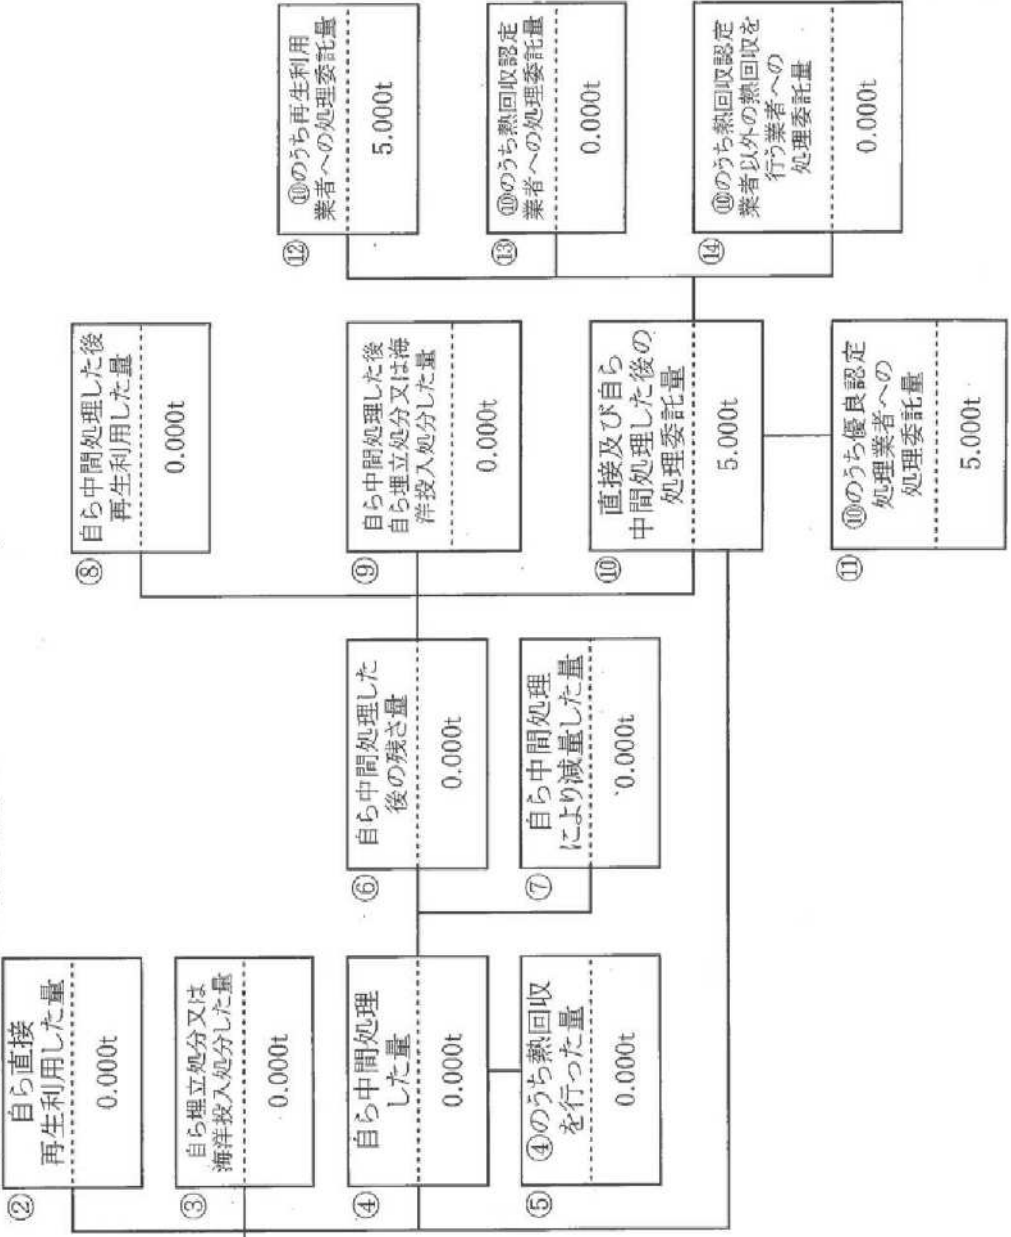 ②
自ら直接
再生利用した量
0.000t
③
自ら埋立処分又は
海洋投入処分した量
0.000t
④
自ら中間処理
した量
0.000t
⑤
④のうち熱回収
を行った量
0.000t
⑥
自ら中間処理した
後の残さ量
0.000t
⑦
自ら中間処理
により減量した量
0.000t
⑧
自ら中間処理した後
再生利用した量
0.000t
⑨
自ら中間処理した後
自ら埋立処分又は海
洋投入処分した量
0.000t
⑩
直接及び自ら
中間処理した後の
処理委託量
5.000t
⑪
⑩のうち優良認定
処理業者への
処理委託量
5.000t
⑫
⑩のうち再生利用
業者への処理委託量
5.000t
⑬
⑩のうち熱回収認定
業者への処理委託量
0.000t
⑭
⑩のうち熱回収認定
業者以外の熱回収を
行う業者への
処理委託量
0.000t